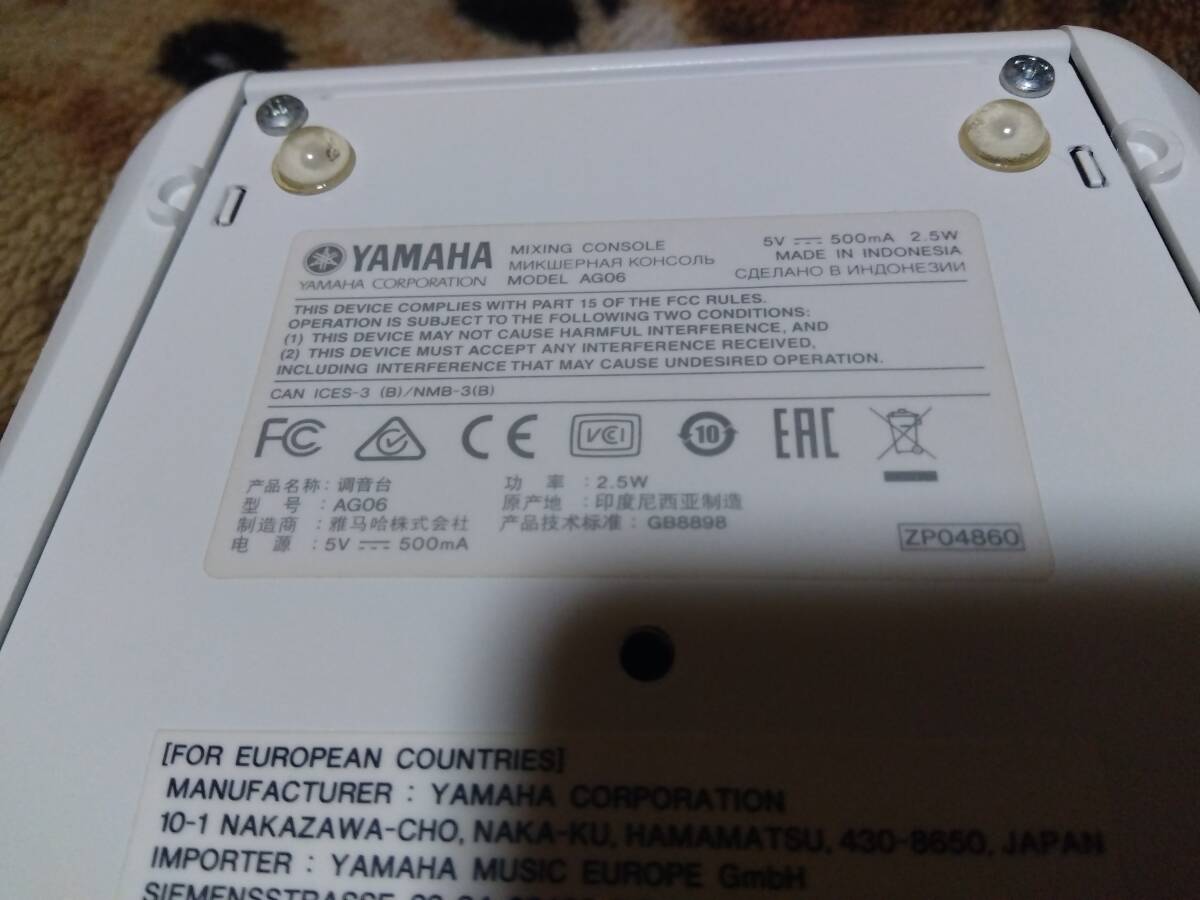 YAMAHA MIXING CONSOLE 5V ⎓ 500mA 2.5W
МИКШЕРНАЯ КОНСОЛЬ MADE IN INDONESIA
YAMAHA CORPORATION MODEL AG06 СДЕЛАНО В ИНДОНЕЗИИ
THIS DEVICE COMPLIES WITH PART 15 OF THE FCC RULES.
OPERATION IS SUBJECT TO THE FOLLOWING TWO CONDITIONS:
(1) THIS DEVICE MAY NOT CAUSE HARMFUL INTERFERENCE, AND
(2) THIS DEVICE MUST ACCEPT ANY INTERFERENCE RECEIVED,
INCLUDING INTERFERENCE THAT MAY CAUSE UNDESIRED OPERATION.
CAN ICES-3 (B)/NMB-3(B)
FC CE VCI 10 EAC
产品名称：调音台 功 率 ：2.5W
型 号 ：AG06 原产地 ：印度尼西亚制造
制造商 ：雅马哈株式会社 产品技术标准：GB8898
电 源 ：5V ⎓ 500mA ZP04860
[FOR EUROPEAN COUNTRIES]
MANUFACTURER : YAMAHA CORPORATION
10-1 NAKAZAWA-CHO, NAKA-KU, HAMAMATSU, 430-8650, JAPAN
IMPORTER : YAMAHA MUSIC EUROPE GmbH
SIEMENSSTRASSE